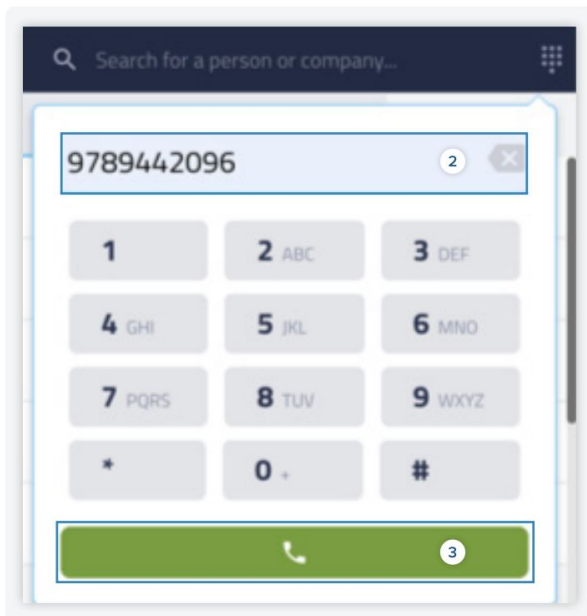 Search for a person or company...
9789442096 2
1 2 ABC 3 DEF
4 GHI 5 JKL 6 MNO
7 PQRS 8 TUV 9 WXYZ
* 0 + #
3